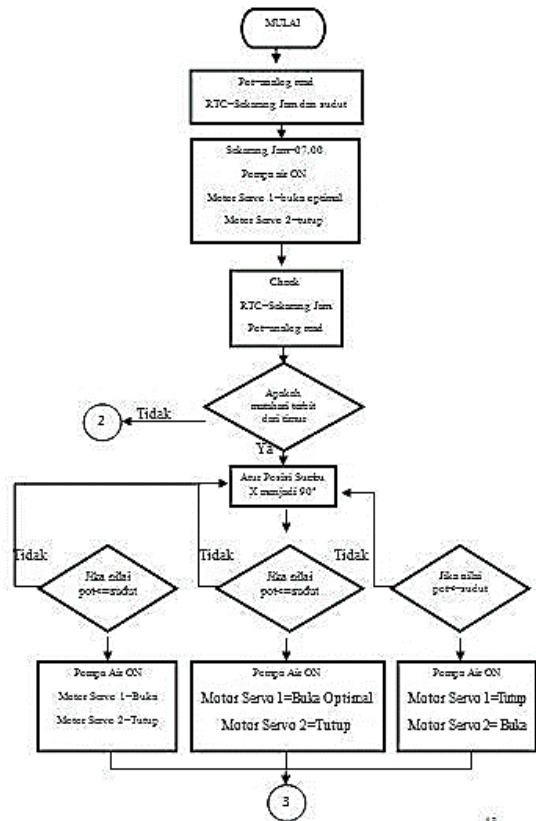 MULAI
Pot=analog read
RTC=Sekarang Jam dan sudut
Sekarang Jam=07.00
Pompa air ON
Motor Servo 1=buka optimal
Motor Servo 2=tutup
Check
RTC=Sekarang Jam
Pot=analog read
Apakah
matahari terbit
dari timur
Tidak
2
Ya
Atur Posisi Sumbu
X menjadi 90°
Tidak
Tidak
Tidak
Jika nilai
sudut
Jika nilai
sudut
Jika nilai
sudut
Pompa Air ON
Motor Servo 1=Buka
Motor Servo 2=Tutup
Pompa Air ON
Motor Servo 1=Buka Optimal
Motor Servo 2=Tutup
Pompa Air ON
Motor Servo 1=Tutup
Motor Servo 2= Buka
3